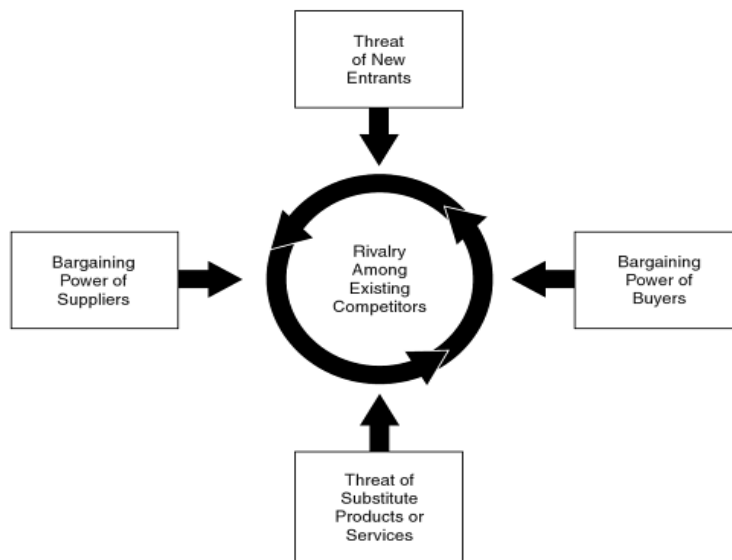 Threat
of New
Entrants
Bargaining
Power of
Suppliers
Rivalry
Among
Existing
Competitors
Bargaining
Power of
Buyers
Threat of
Substitute
Products or
Services